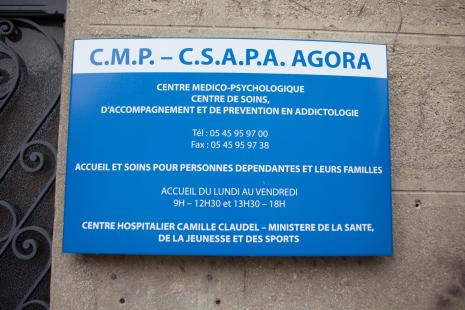 C.M.P. – C.S.A.P.A. AGORA
CENTRE MEDICO-PSYCHOLOGIQUE
CENTRE DE SOINS,
D'ACCOMPAGNEMENT ET DE PREVENTION EN ADDICTOLOGIE
Tél : 05 45 95 97 00
Fax : 05 45 95 97 38
ACCUEIL ET SOINS POUR PERSONNES DEPENDANTES ET LEURS FAMILLES
ACCUEIL DU LUNDI AU VENDREDI
9H – 12H30 et 13H30 – 18H
CENTRE HOSPITALIER CAMILLE CLAUDEL – MINISTERE DE LA SANTE,
DE LA JEUNESSE ET DES SPORTS